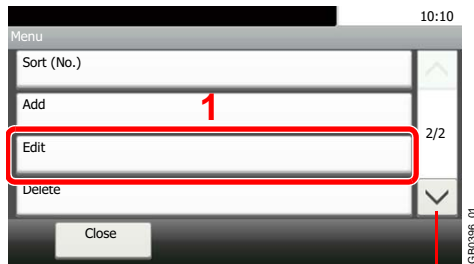 10:10
Menu
Sort (No.)
Add
1
Edit
2/2
Delete
Close
GB0396_01